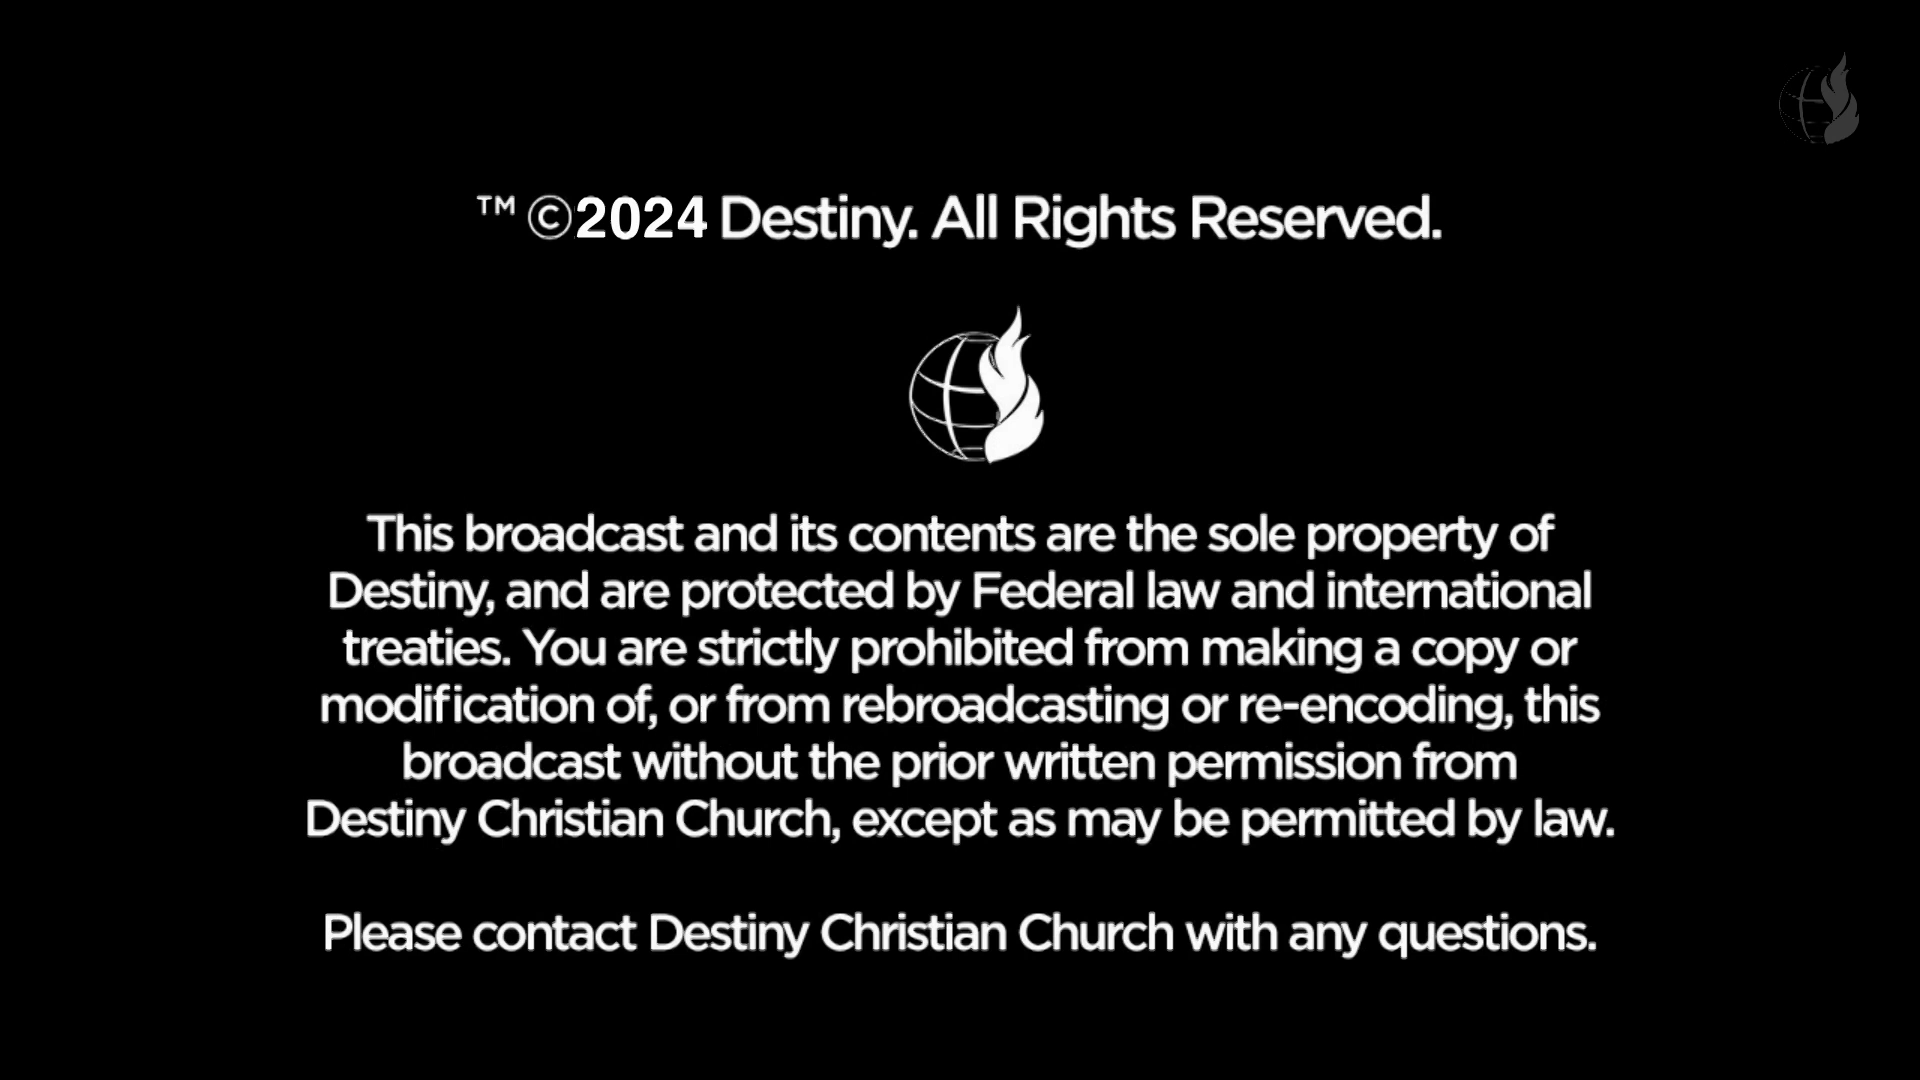 ™ ©2024 Destiny. All Rights Reserved.
This broadcast and its contents are the sole property of
Destiny, and are protected by Federal law and international
treaties. You are strictly prohibited from making a copy or
modification of, or from rebroadcasting or re-encoding, this
broadcast without the prior written permission from
Destiny Christian Church, except as may be permitted by law.
Please contact Destiny Christian Church with any questions.